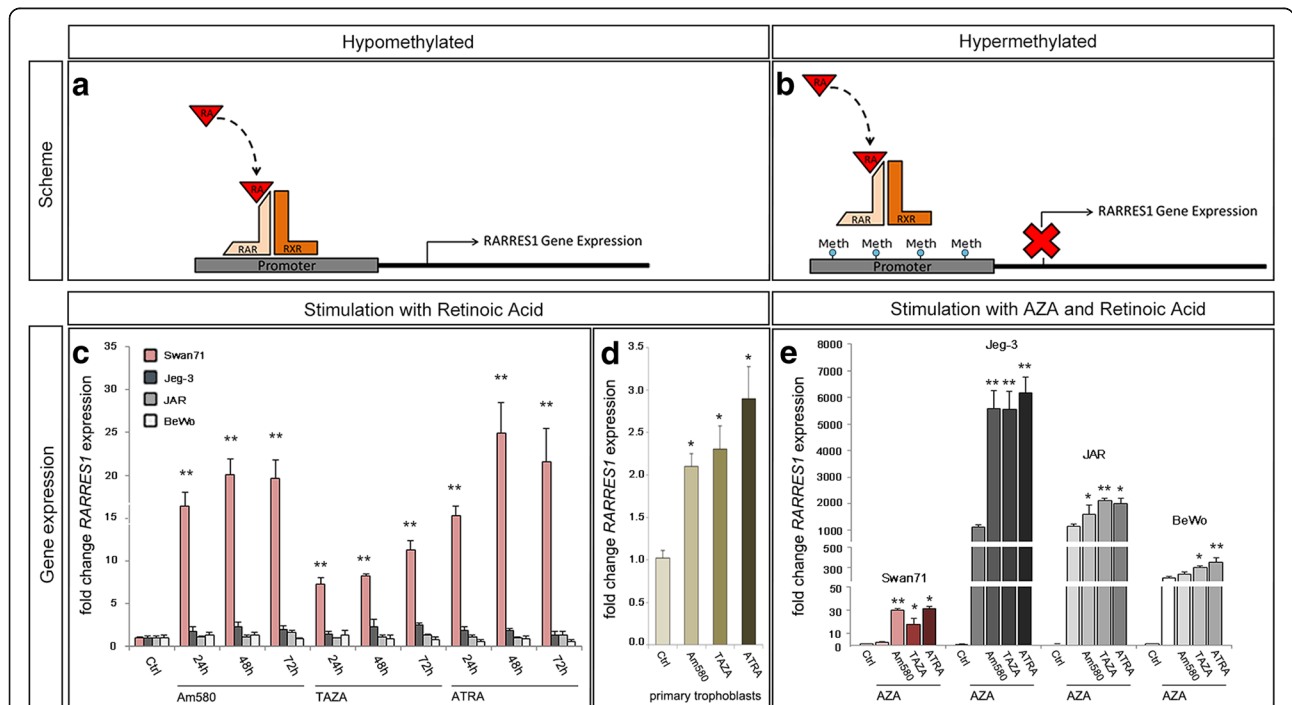 Hypomethylated
Hypermethylated
Scheme
a
RA
RA
RAR
RXR
Promoter
RARRES1 Gene Expression
b
RA
RA
RAR
RXR
Meth Meth Meth Meth
Promoter
RARRES1 Gene Expression
Stimulation with Retinoic Acid
Stimulation with AZA and Retinoic Acid
Gene expression
c
fold change RARRES1 expression
35
30
25
20
15
10
5
0
Swan71
Jeg-3
JAR
BeWo
** ** ** ** ** ** ** ** **
Ctrl 24h 48h 72h 24h 48h 72h 24h 48h 72h
Am580 TAZA ATRA
d
fold change RARRES1 expression
3.5
3.0
2.5
2.0
1.5
1.0
0.5
0.0
* * *
Ctrl Am580 TAZA ATRA
primary trophoblasts
e
fold change RARRES1 expression
8000
7000
6000
5000
4000
3000
2000
1000
500
300
50
30
10
0
Swan71
** * *
Jeg-3
** ** **
JAR
* ** *
BeWo
* **
Ctrl Am580 TAZA ATRA
AZA
Ctrl Am580 TAZA ATRA
AZA
Ctrl Am580 TAZA ATRA
AZA
Ctrl Am580 TAZA ATRA
AZA